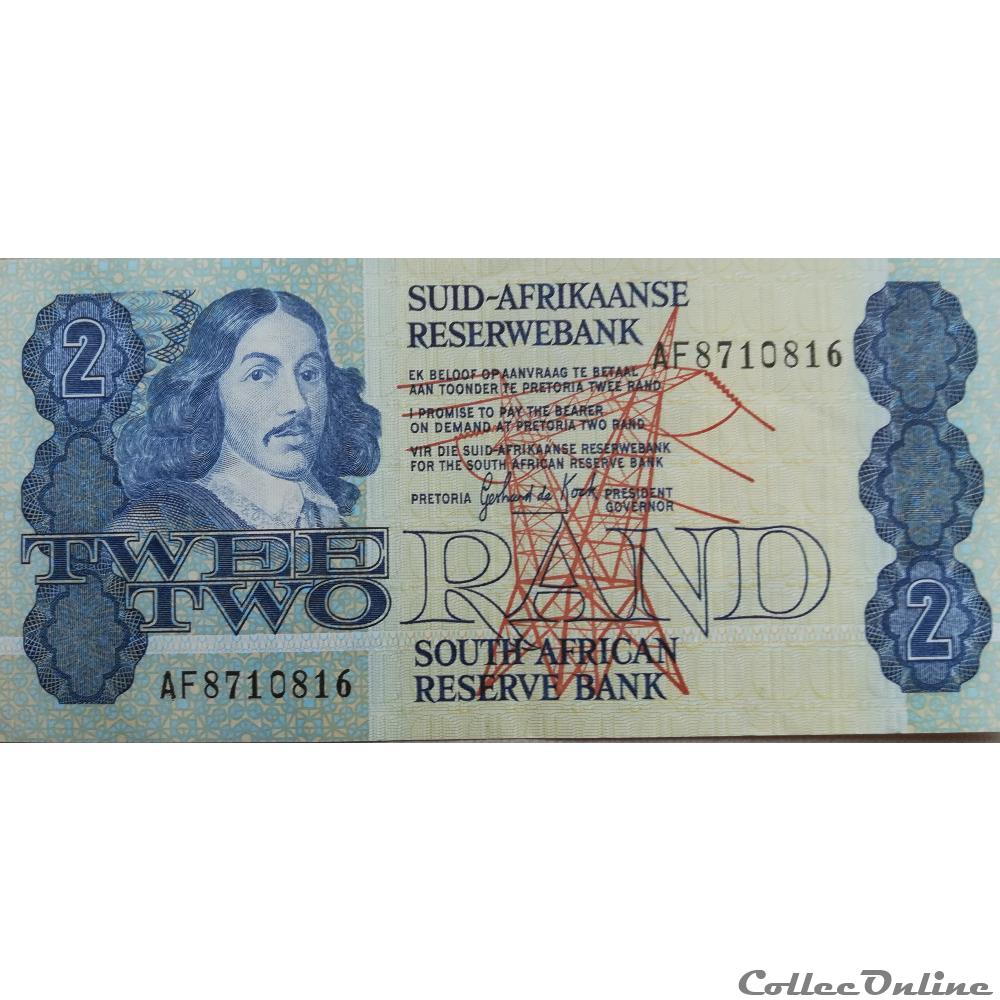 2
SUID-AFRIKAANSE
RESERWEBANK
AF8710816
EK BELOOF OP AANVRAAG TE BETAAL
AAN TOONDER TE PRETORIA TWEE RAND
I PROMISE TO PAY THE BEARER
ON DEMAND AT PRETORIA TWO RAND
VIR DIE SUID-AFRIKAANSE RESERWEBANK
FOR THE SOUTH AFRICAN RESERVE BANK
PRETORIA Gerhard de Kock PRESIDENT
GOVERNOR
TWEE
TWO
RAND
2
SOUTH AFRICAN
RESERVE BANK
AF8710816
CollecOnline